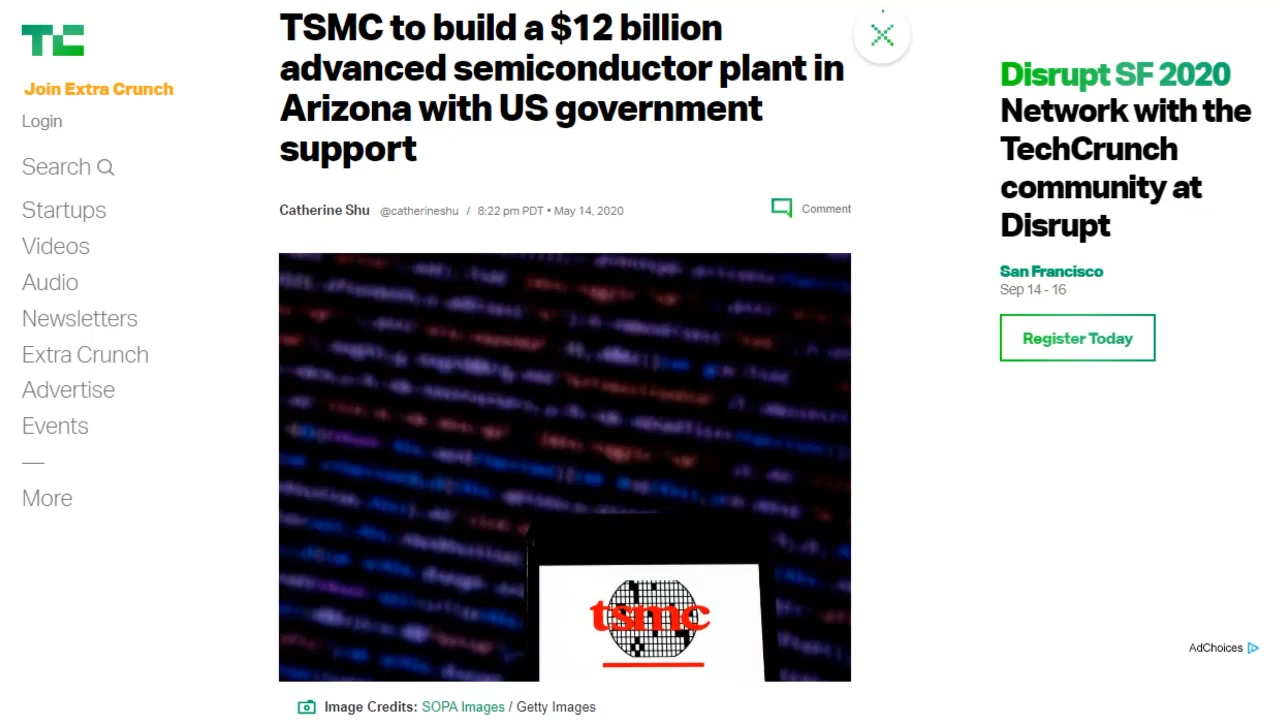 TC
Join Extra Crunch
Login
Search
Startups
Videos
Audio
Newsletters
Extra Crunch
Advertise
Events
—
More
TSMC to build a $12 billion
advanced semiconductor plant in
Arizona with US government
support
Catherine Shu @catherineshu / 8:22 pm PDT • May 14, 2020
Comment
tsmc
Image Credits: SOPA Images / Getty Images
Disrupt SF 2020
Network with the
TechCrunch
community at
Disrupt
San Francisco
Sep 14 - 16
Register Today
AdChoices